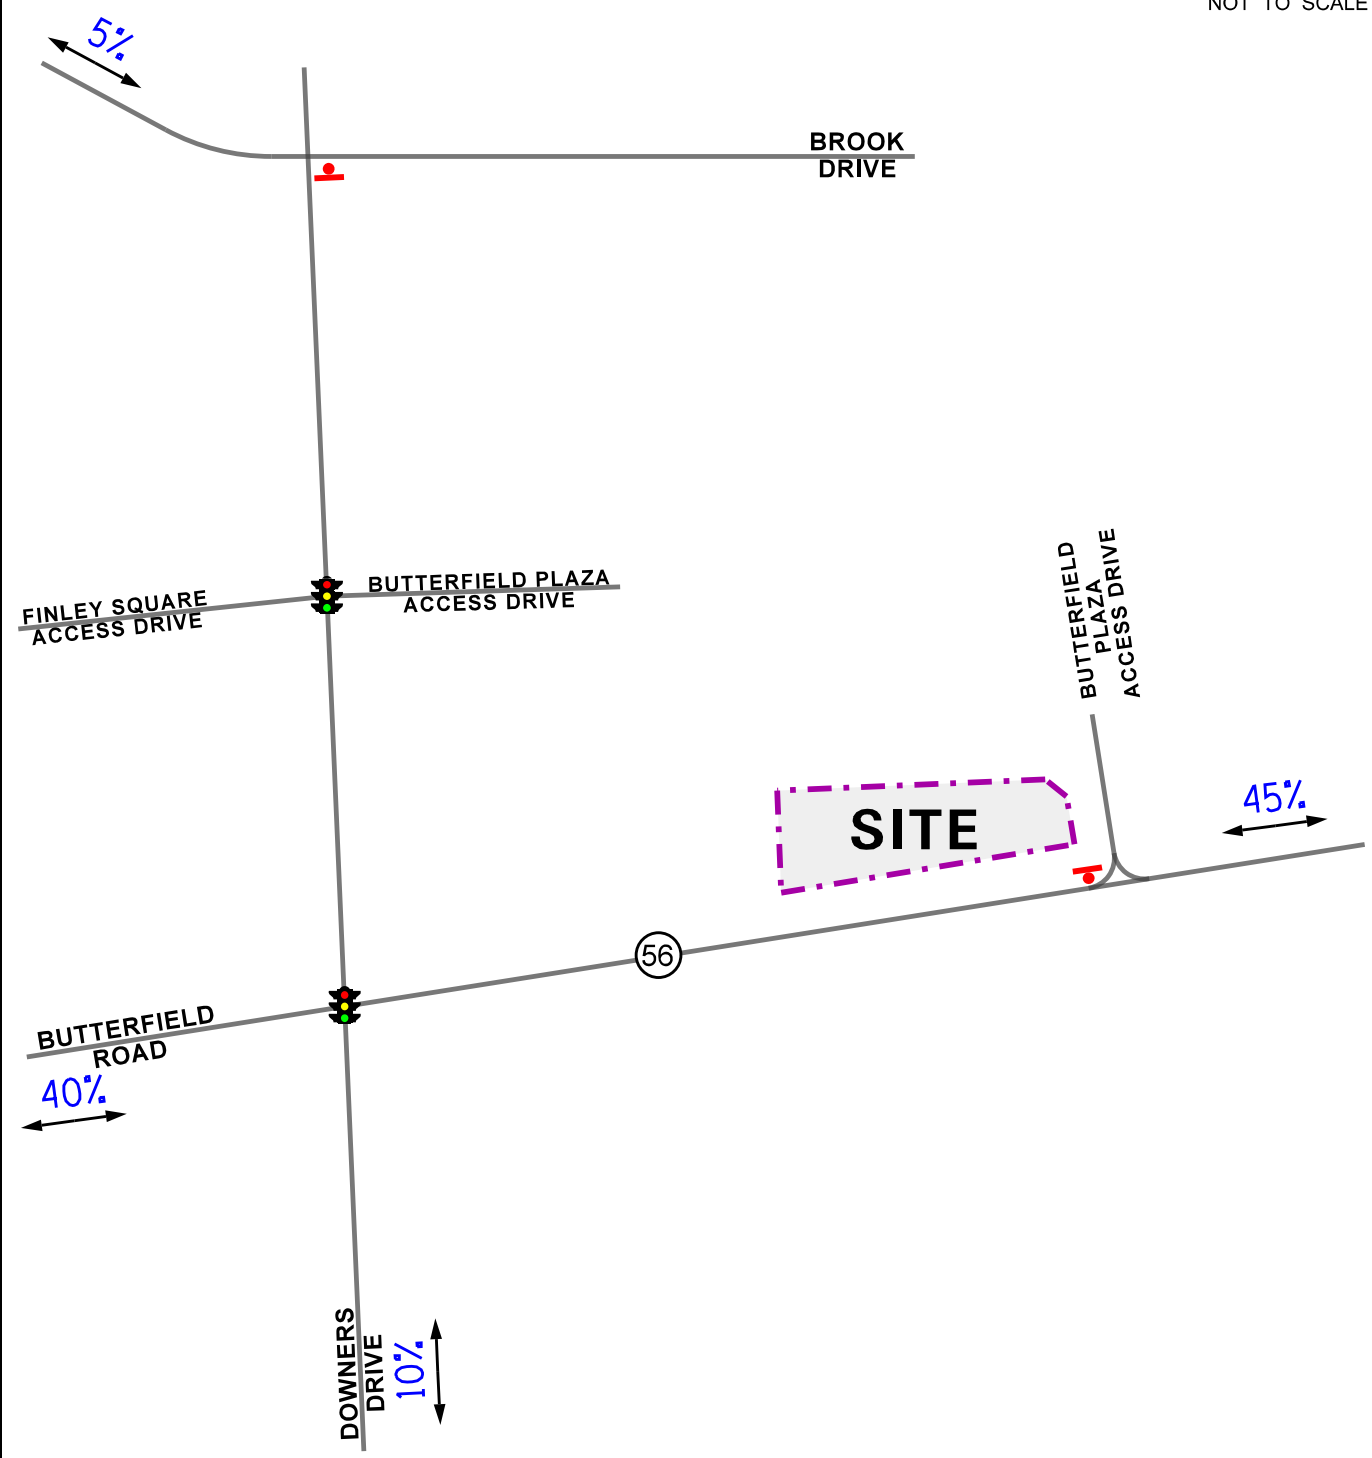 NOT TO SCALE
5%
BROOK
DRIVE
FINLEY SQUARE
ACCESS DRIVE
BUTTERFIELD PLAZA
ACCESS DRIVE
BUTTERFIELD
PLAZA
ACCESS DRIVE
45%
SITE
56
BUTTERFIELD
ROAD
40%
DOWNERS
DRIVE
10%